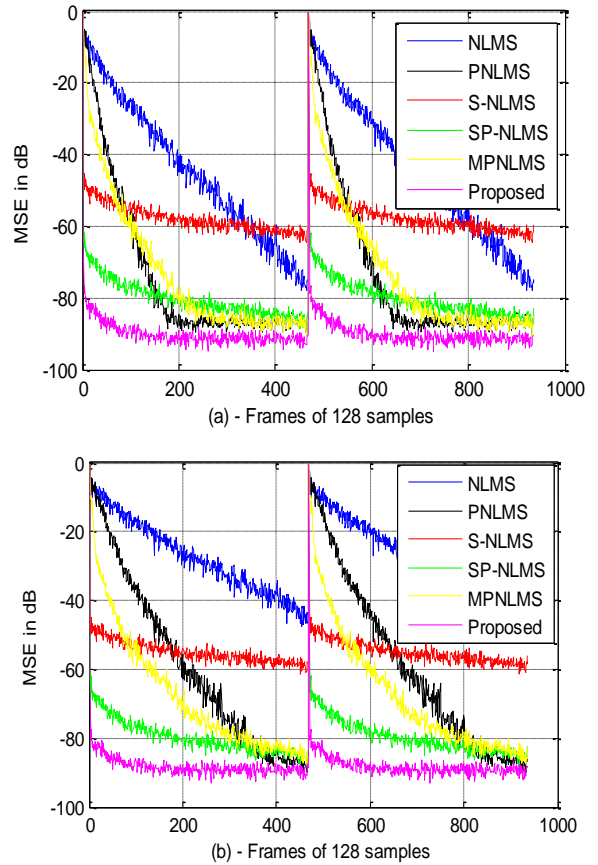 0
-20
-40
-60
-80
-100
MSE in dB
NLMS
PNLMS
S-NLMS
SP-NLMS
MPNLMS
Proposed
0 200 400 600 800 1000
(a) - Frames of 128 samples
0
-20
-40
-60
-80
-100
MSE in dB
NLMS
PNLMS
S-NLMS
SP-NLMS
MPNLMS
Proposed
0 200 400 600 800 1000
(b) - Frames of 128 samples